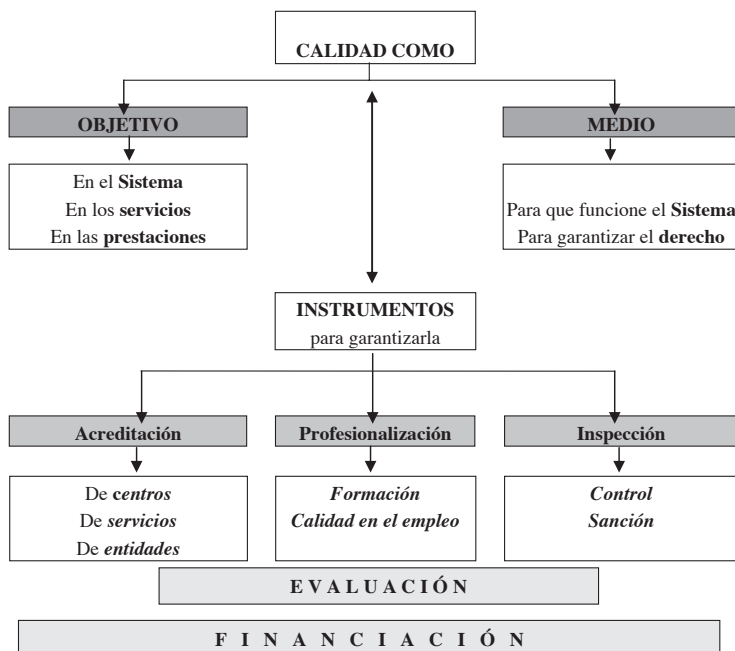 CALIDAD COMO
OBJETIVO
MEDIO
En el Sistema
En los servicios
En las prestaciones
Para que funcione el Sistema
Para garantizar el derecho
INSTRUMENTOS
para garantizarla
Acreditación
Profesionalización
Inspección
De centros
De servicios
De entidades
Formación
Calidad en el empleo
Control
Sanción
EVALUACIÓN
FINANCIACIÓN